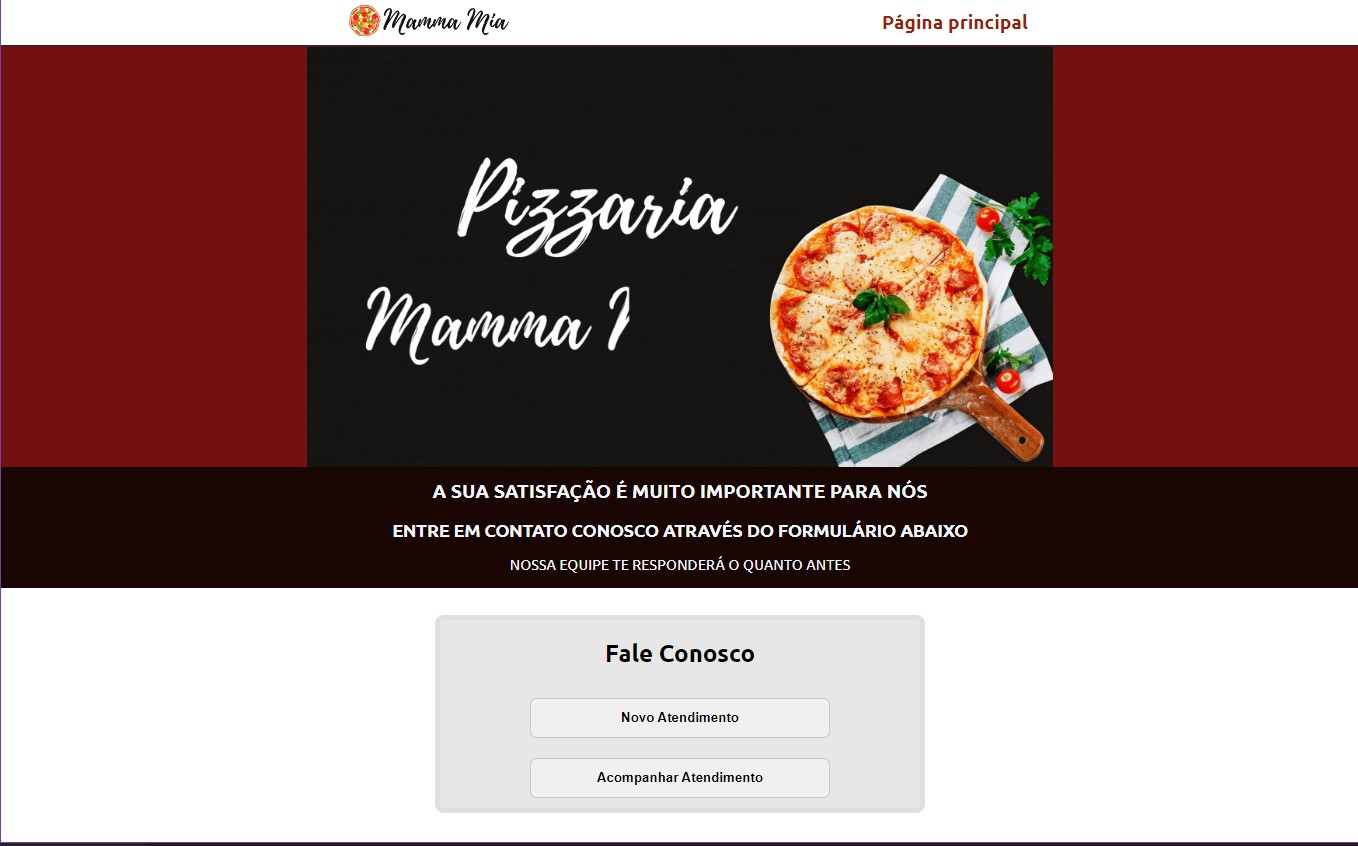 Mamma Mia
Página principal
Pizzaria
Mamma
A SUA SATISFAÇÃO É MUITO IMPORTANTE PARA NÓS
ENTRE EM CONTATO CONOSCO ATRAVÉS DO FORMULÁRIO ABAIXO
NOSSA EQUIPE TE RESPONDERÁ O QUANTO ANTES
Fale Conosco
Novo Atendimento
Acompanhar Atendimento